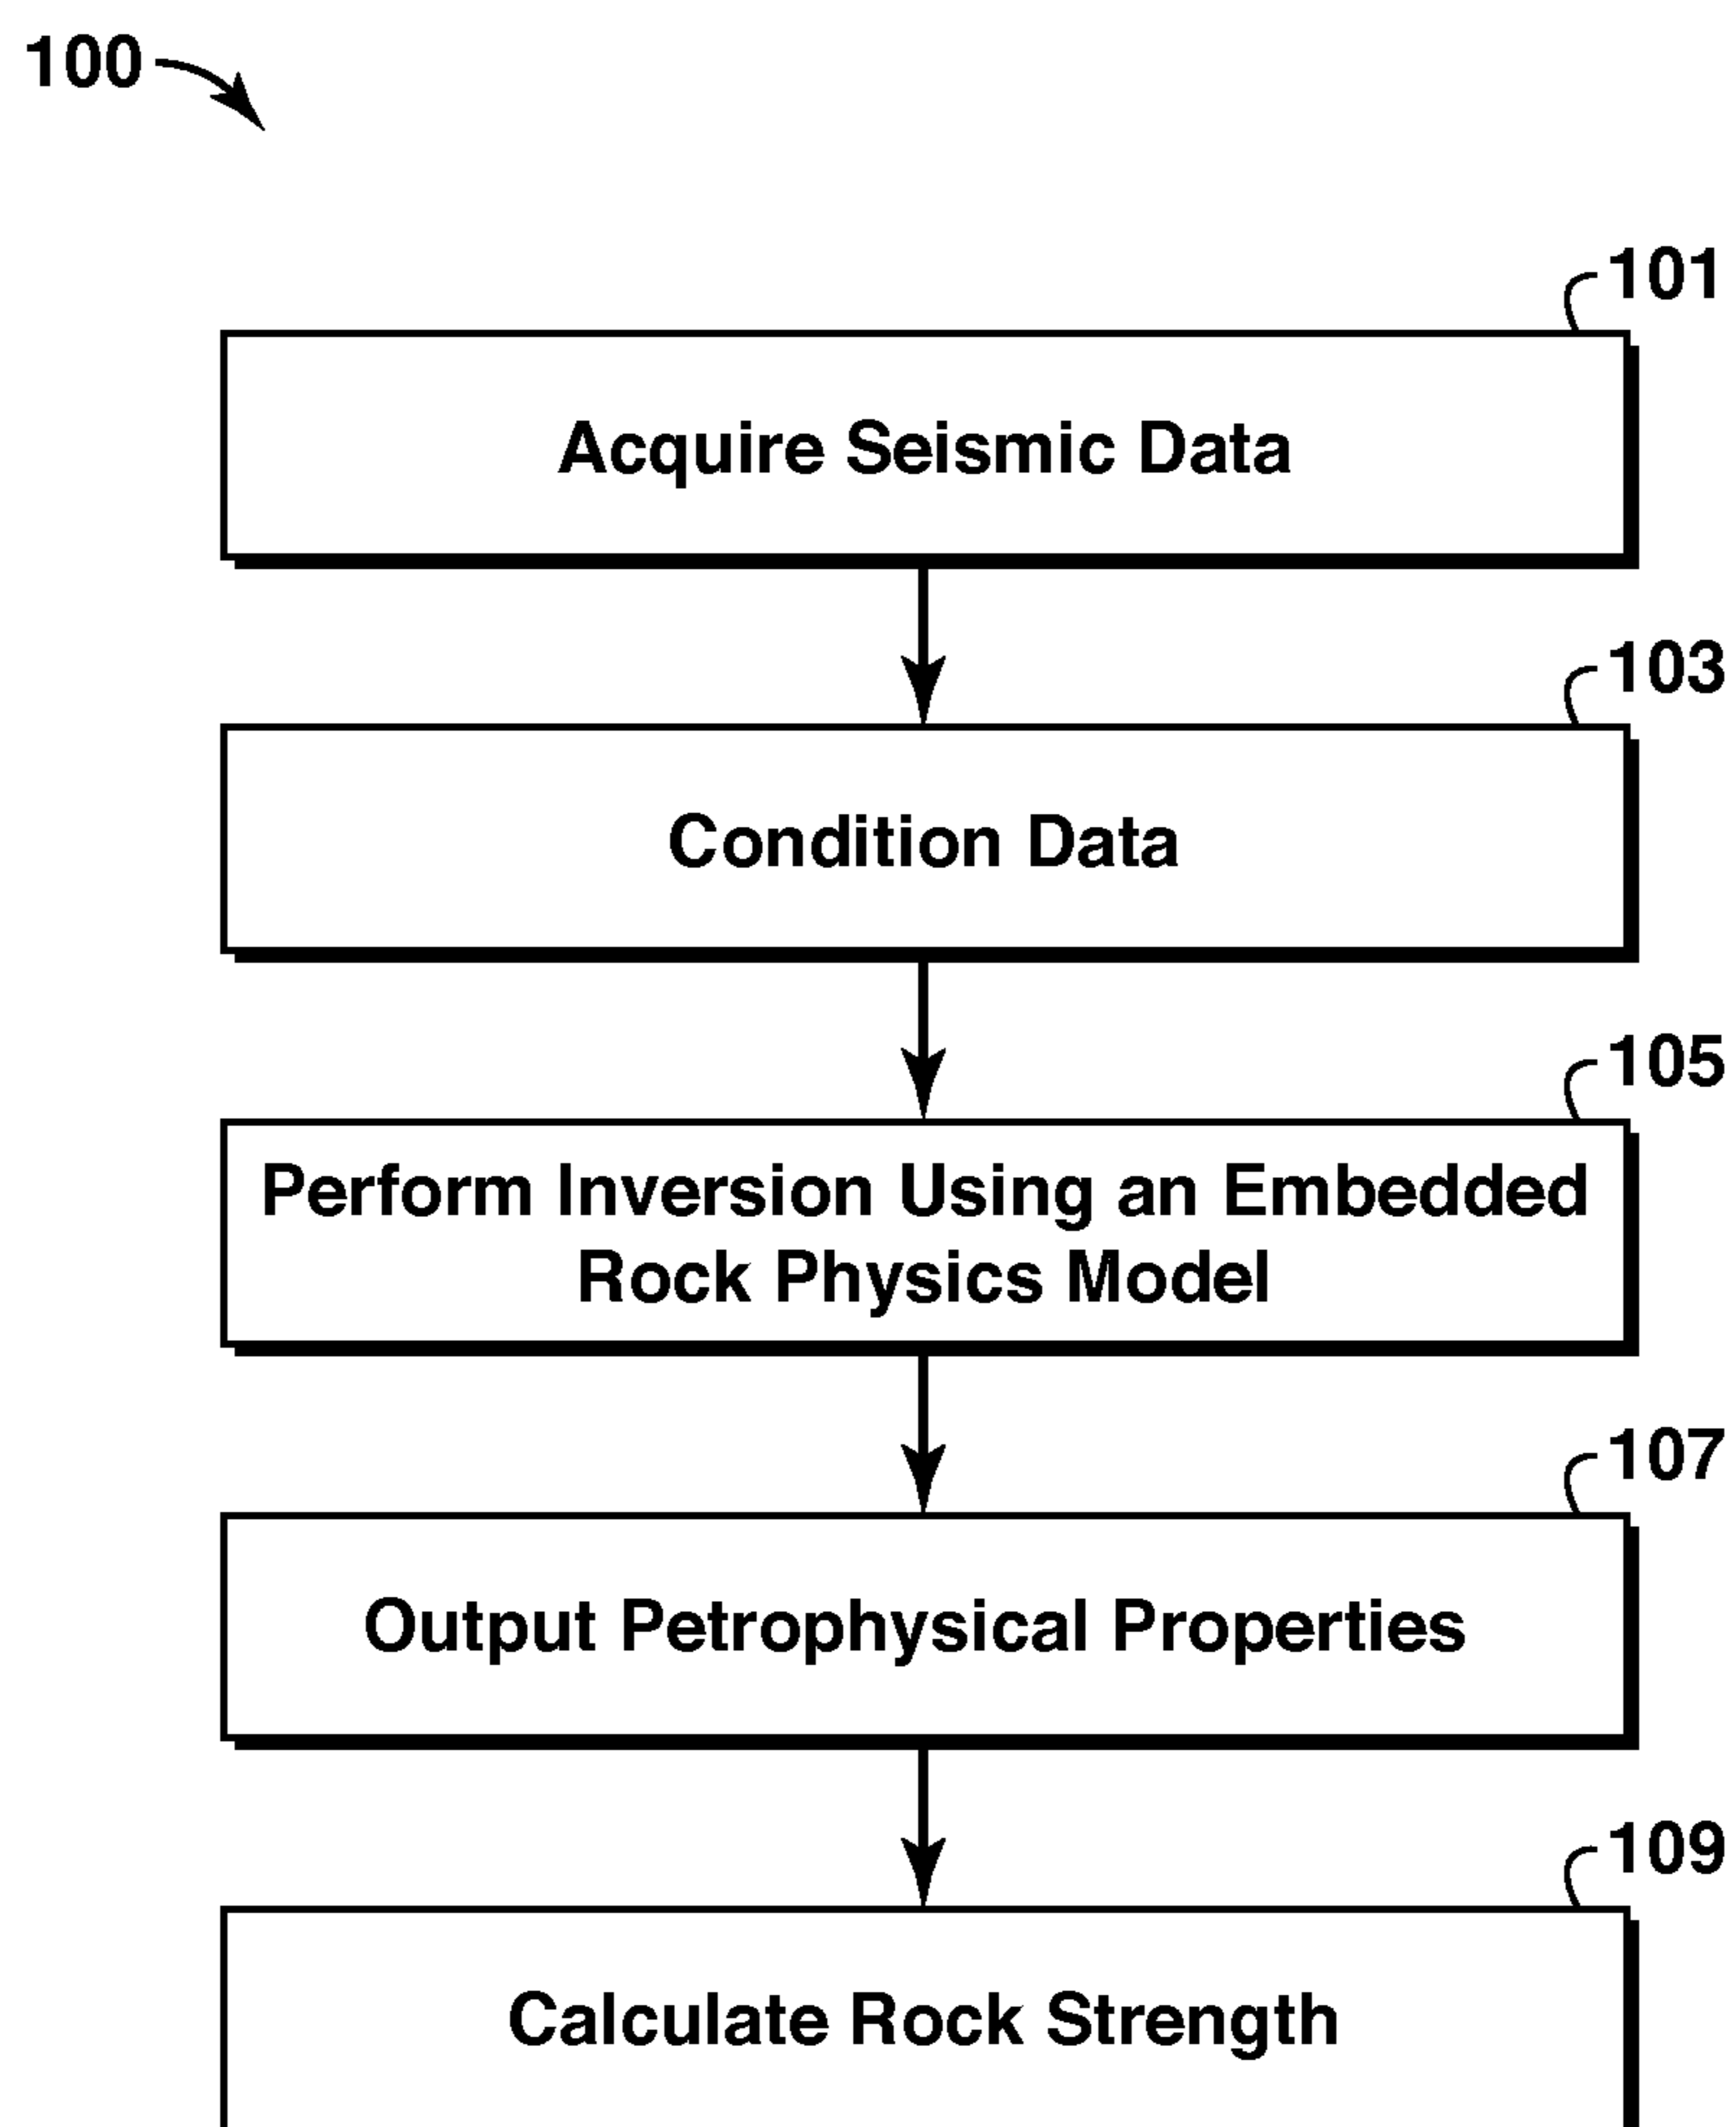 100
101
Acquire Seismic Data
103
Condition Data
105
Perform Inversion Using an Embedded
Rock Physics Model
107
Output Petrophysical Properties
109
Calculate Rock Strength